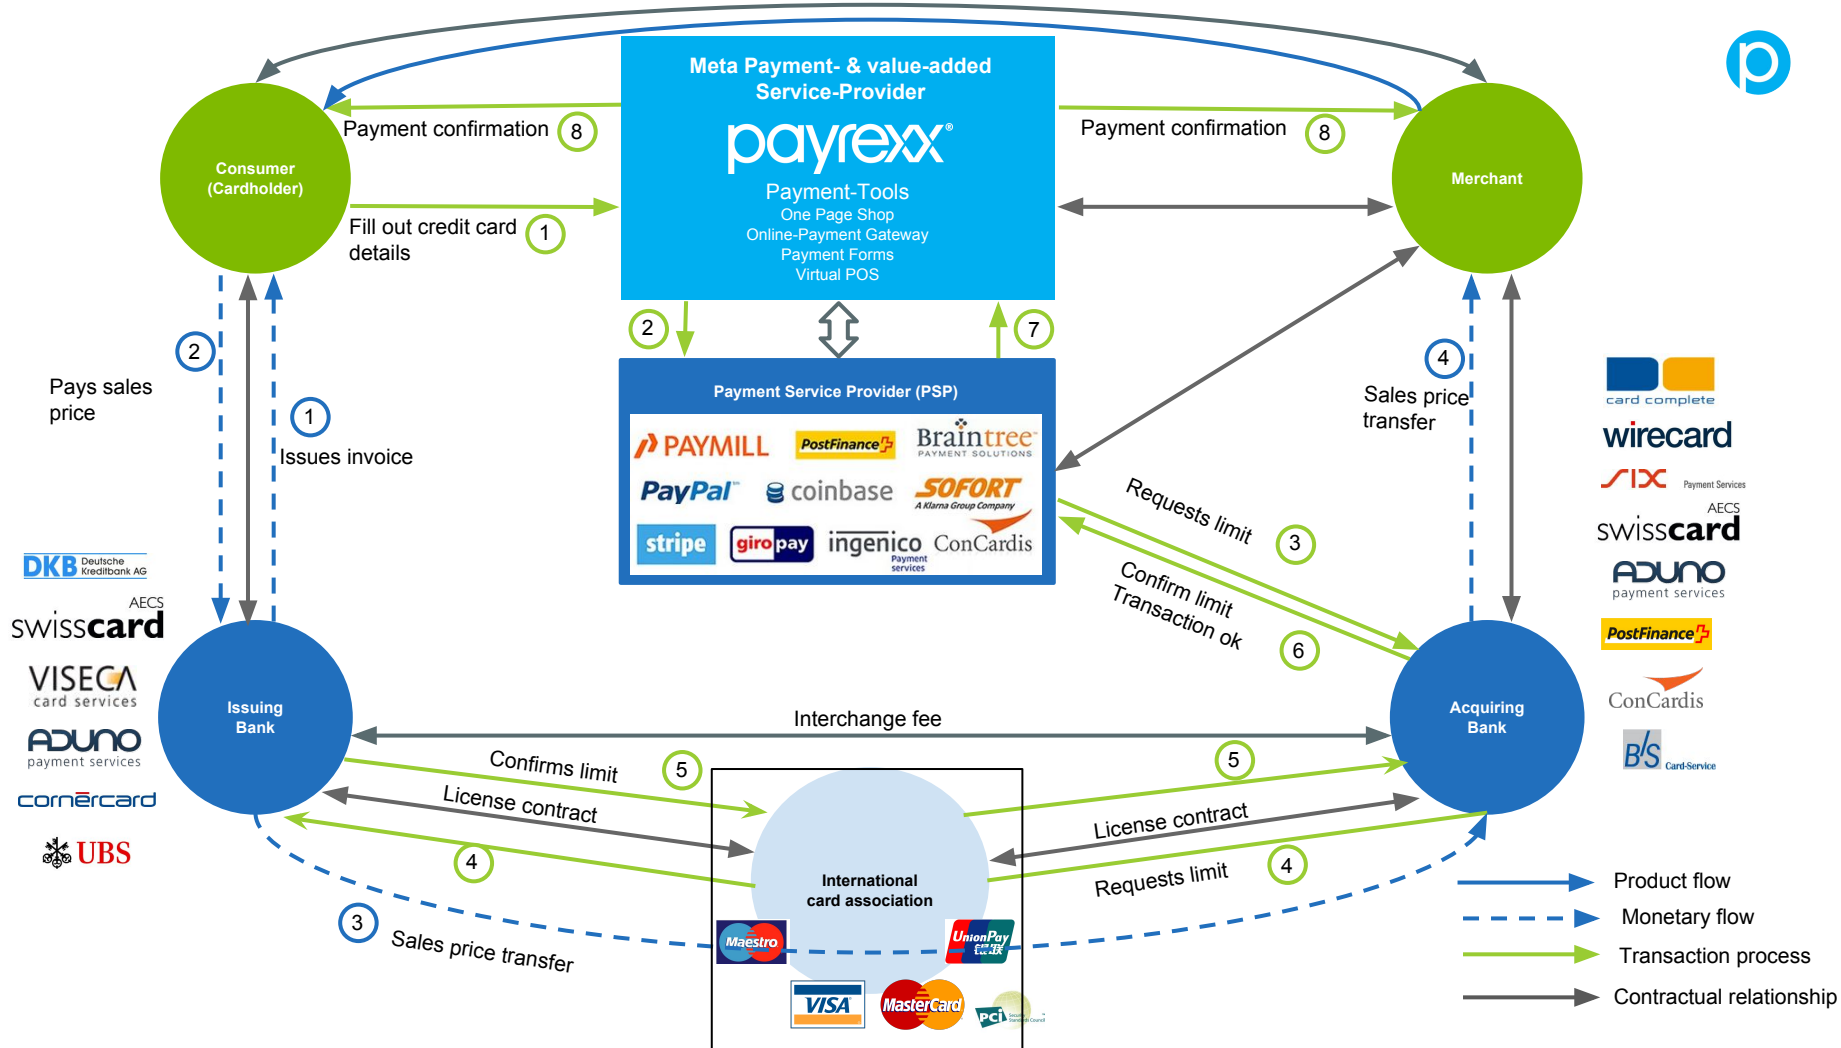 Meta Payment- & value-added
Service-Provider
payrexx®
Payment-Tools
One Page Shop
Online-Payment Gateway
Payment Forms
Virtual POS
p
Consumer
(Cardholder)
Merchant
Payment confirmation
8
Payment confirmation
8
Fill out credit card
details
1
2
7
Payment Service Provider (PSP)
PAYMILL
PostFinance
Braintree
PAYMENT SOLUTIONS
PayPal
coinbase
SOFORT
A Klarna Group Company
stripe
giropay
ingenico
Payment
services
ConCardis
2
Pays sales
price
1
Issues invoice
4
Sales price
transfer
Requests limit
3
Confirm limit
Transaction ok
6
DKB Deutsche
Kreditbank AG
AECS
swisscard
VISECA
card services
ADUNO
payment services
cornèrcard
UBS
card complete
wirecard
SIX Payment Services
AECS
swisscard
ADUNO
payment services
PostFinance
ConCardis
B/S Card-Service
Issuing
Bank
Acquiring
Bank
Interchange fee
Confirms limit
5
License contract
4
3
Sales price transfer
5
License contract
Requests limit
4
International
card association
Maestro
UnionPay
VISA
MasterCard
PCI
Product flow
Monetary flow
Transaction process
Contractual relationship